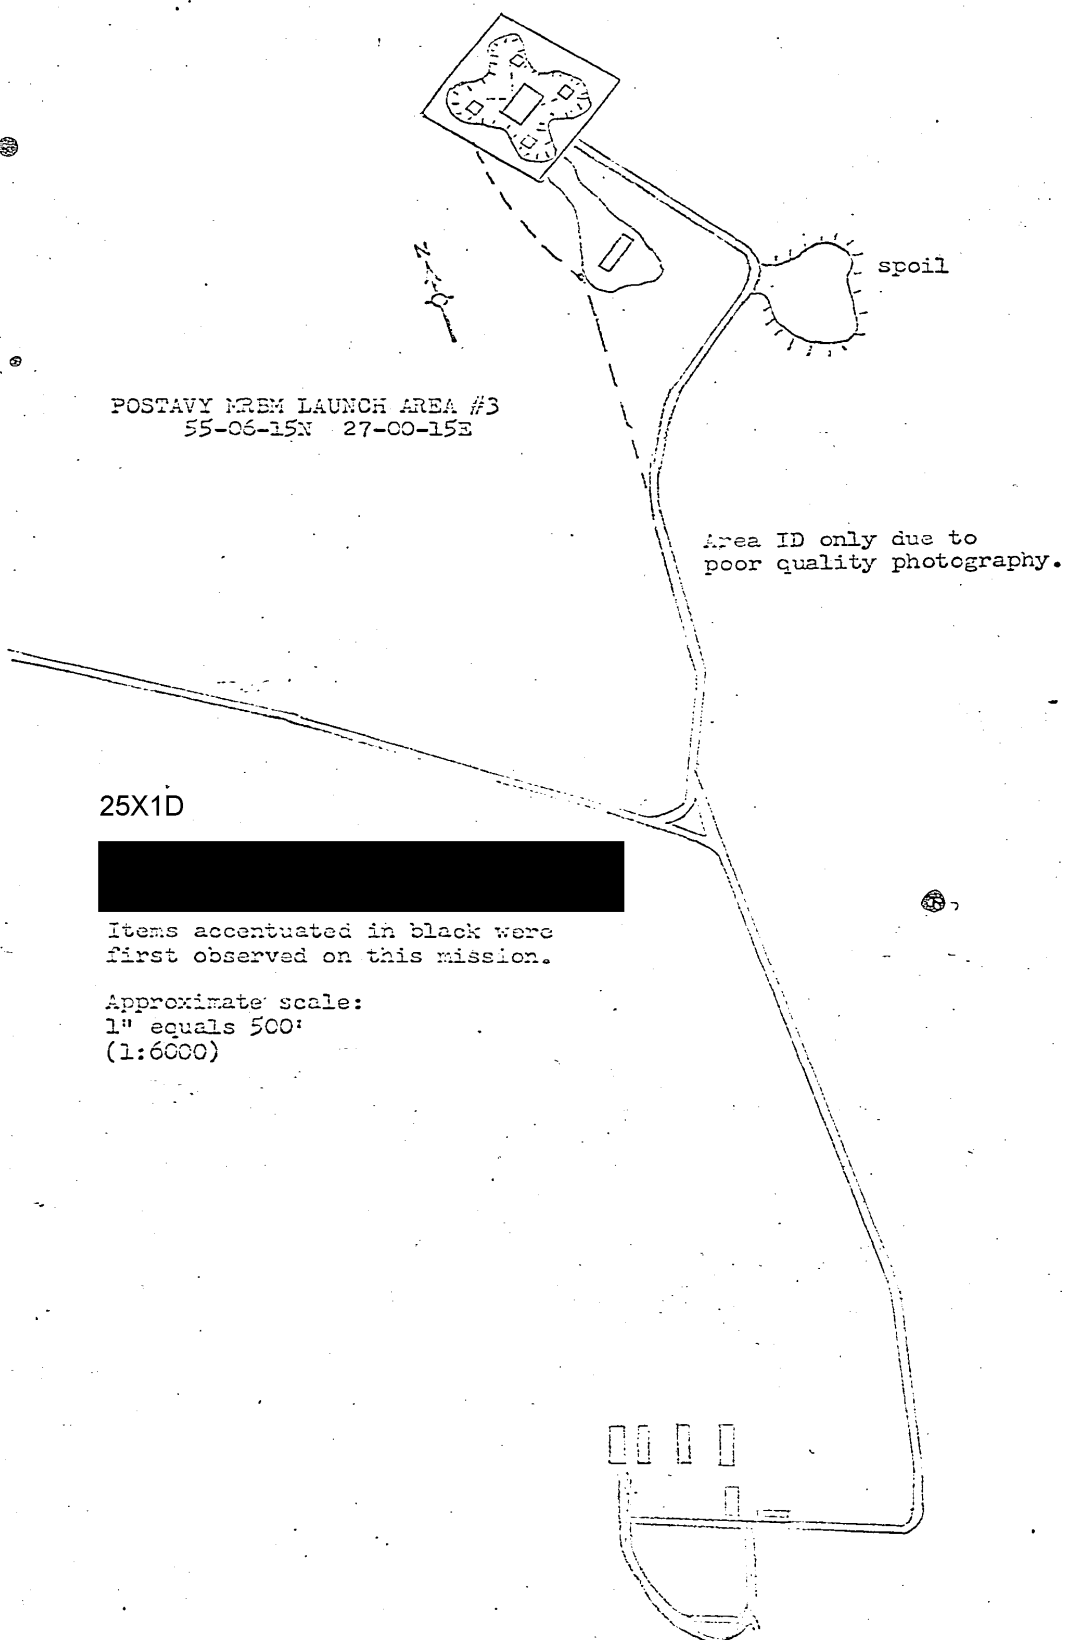 N
spoil
POSTAVY MRBM LAUNCH AREA #3
55-06-15N 27-00-15E
Area ID only due to
poor quality photography.
25X1D
Items accentuated in black were
first observed on this mission.
Approximate scale:
1" equals 500'
(1:6000)